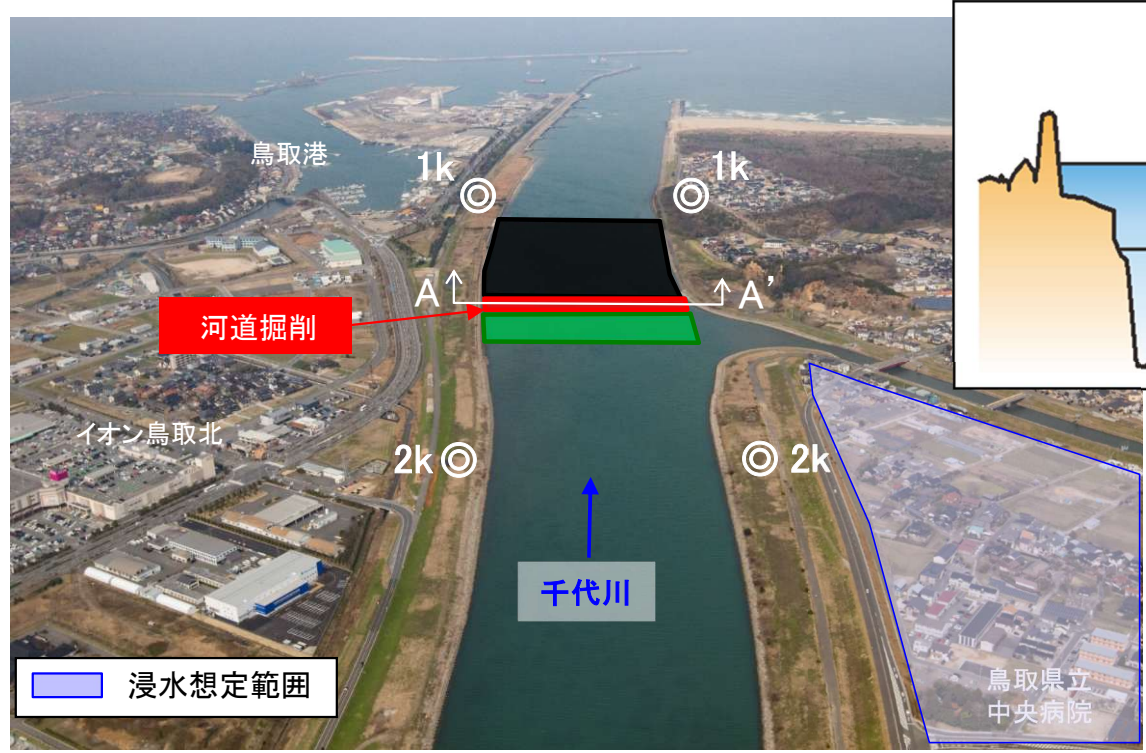 鳥取港
1k
1k
A
A'
河道掘削
イオン鳥取北
2k
2k
千代川
浸水想定範囲
鳥取県立
中央病院